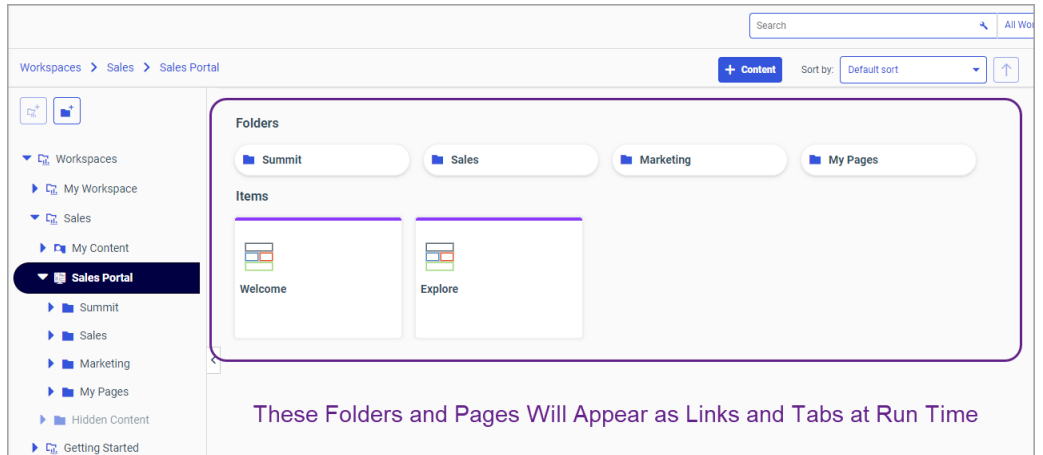 Search
All Wor
Workspaces > Sales > Sales Portal
+ Content
Sort by:
Default sort
Folders
Summit
Sales
Marketing
My Pages
Items
Welcome
Explore
Workspaces
My Workspace
Sales
My Content
Sales Portal
Summit
Sales
Marketing
My Pages
Hidden Content
Getting Started
These Folders and Pages Will Appear as Links and Tabs at Run Time